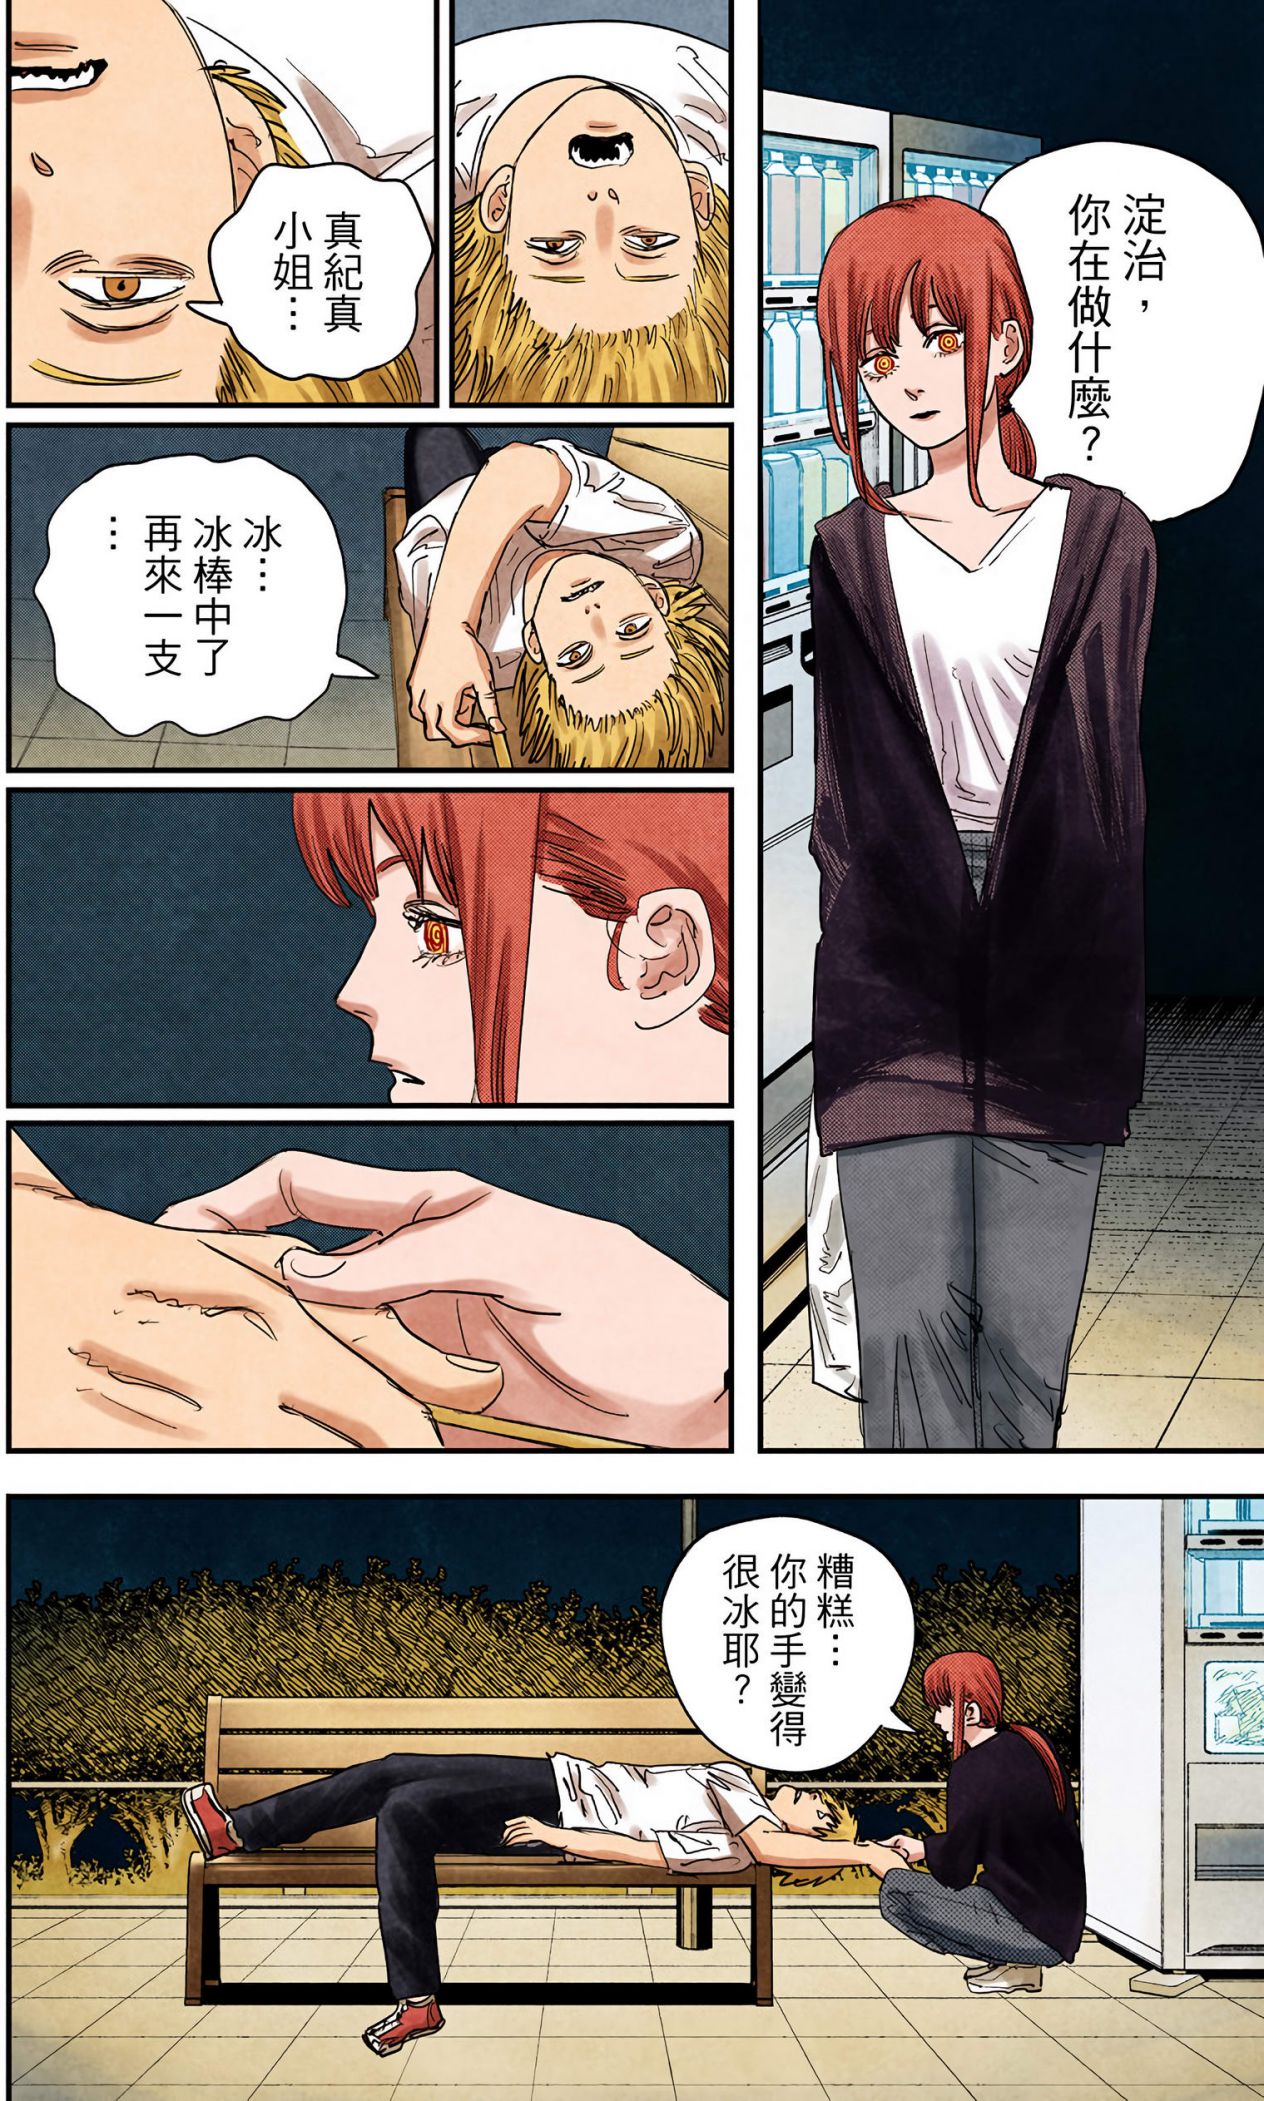 淀治，
你在做什麼？
真紀真
小姐…
冰…
冰棒中了
再來一支
…
糟糕…
你的手變得
很冰耶？